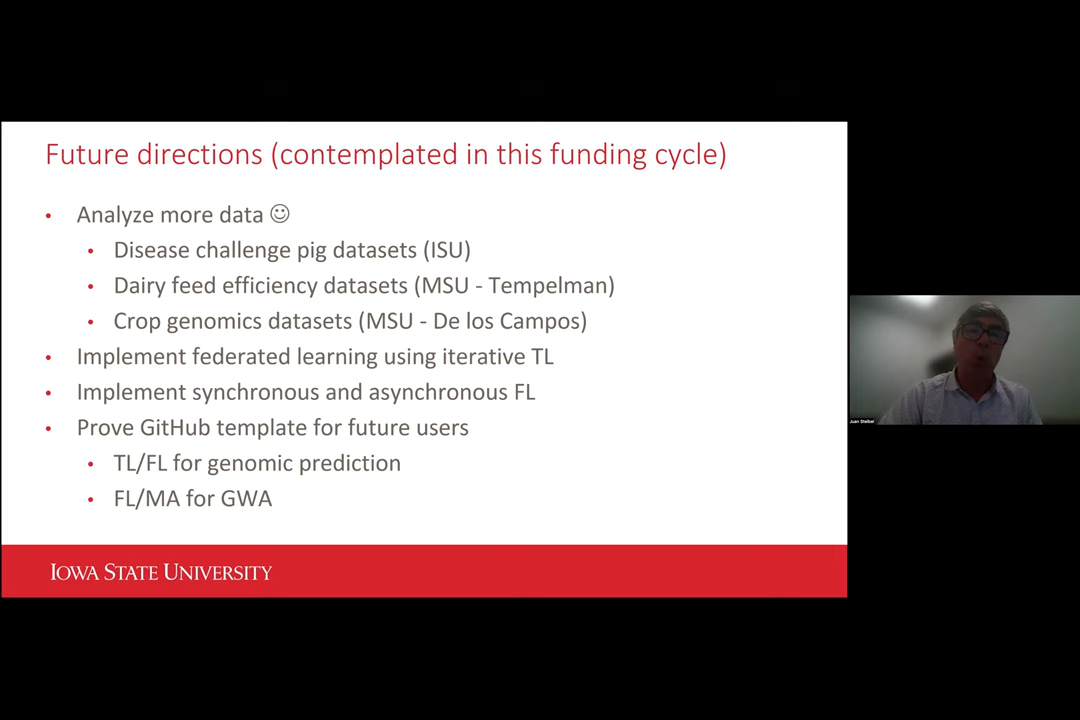 Future directions (contemplated in this funding cycle)
• Analyze more data ☺
• Disease challenge pig datasets (ISU)
• Dairy feed efficiency datasets (MSU - Tempelman)
• Crop genomics datasets (MSU - De los Campos)
• Implement federated learning using iterative TL
• Implement synchronous and asynchronous FL
• Prove GitHub template for future users
• TL/FL for genomic prediction
• FL/MA for GWA
Juan Steibel
IOWA STATE UNIVERSITY